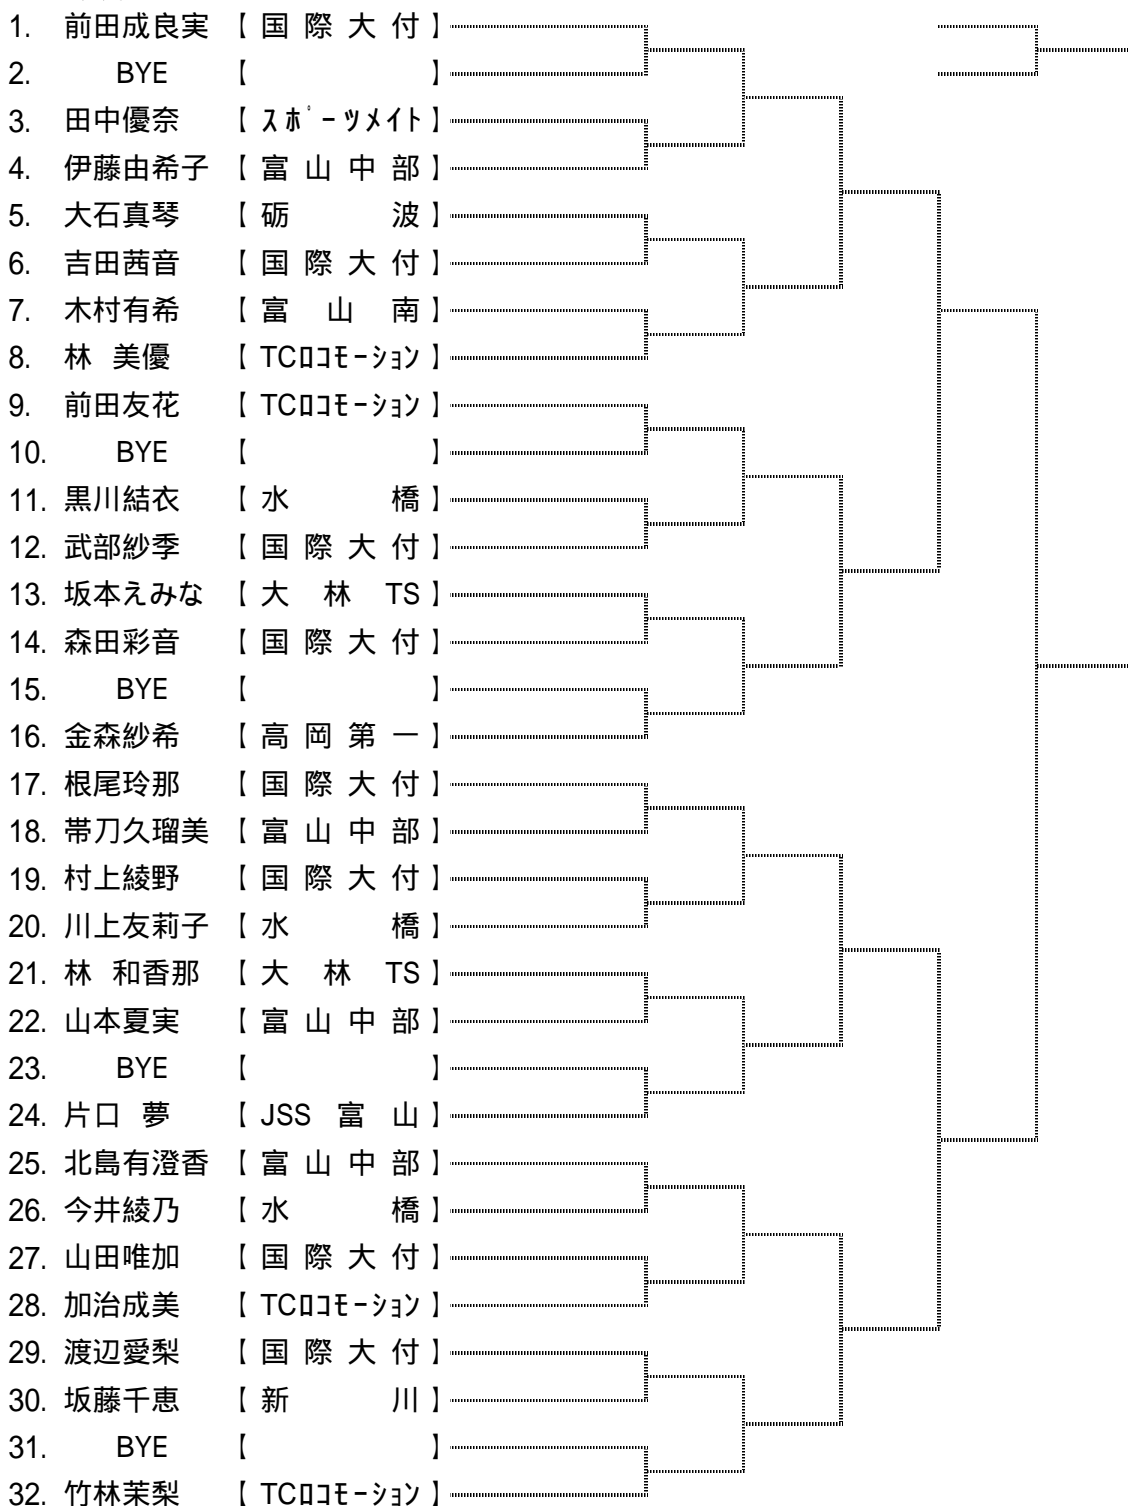 1. 前田成良実 【 国 際 大 付 】
2. BYE 【 】
3. 田中優奈 【 ｽﾎﾟｰﾂﾒｲﾄ 】
4. 伊藤由希子 【 富 山 中 部 】
5. 大石真琴 【 砺 波 】
6. 吉田茜音 【 国 際 大 付 】
7. 木村有希 【 富 山 南 】
8. 林 美優 【 TCﾛｺﾓｰｼｮﾝ 】
9. 前田友花 【 TCﾛｺﾓｰｼｮﾝ 】
10. BYE 【 】
11. 黒川結衣 【 水 橋 】
12. 武部紗季 【 国 際 大 付 】
13. 坂本えみな 【 大 林 TS 】
14. 森田彩音 【 国 際 大 付 】
15. BYE 【 】
16. 金森紗希 【 高 岡 第 一 】
17. 根尾玲那 【 国 際 大 付 】
18. 帯刀久瑠美 【 富 山 中 部 】
19. 村上綾野 【 国 際 大 付 】
20. 川上友莉子 【 水 橋 】
21. 林 和香那 【 大 林 TS 】
22. 山本夏実 【 富 山 中 部 】
23. BYE 【 】
24. 片口 夢 【 JSS 富 山 】
25. 北島有澄香 【 富 山 中 部 】
26. 今井綾乃 【 水 橋 】
27. 山田唯加 【 国 際 大 付 】
28. 加治成美 【 TCﾛｺﾓｰｼｮﾝ 】
29. 渡辺愛梨 【 国 際 大 付 】
30. 坂藤千恵 【 新 川 】
31. BYE 【 】
32. 竹林茉梨 【 TCﾛｺﾓｰｼｮﾝ 】